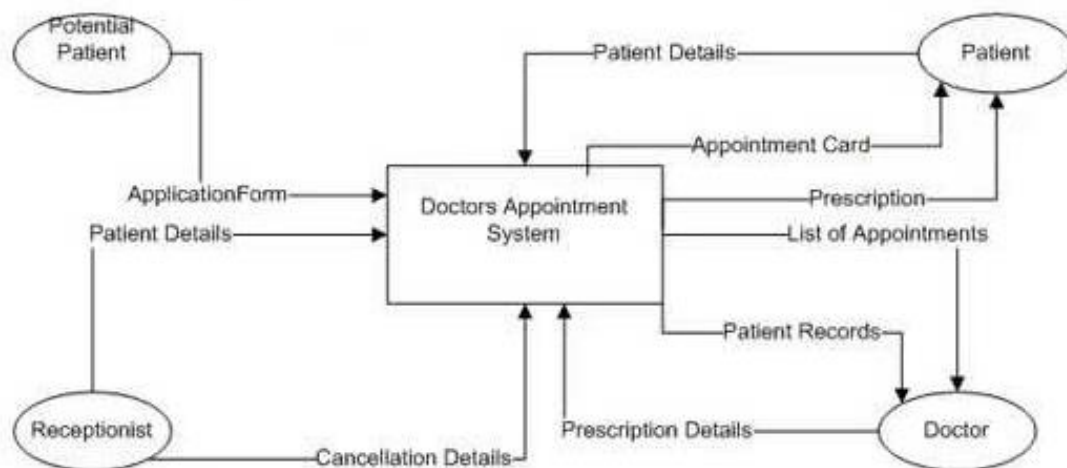 Potential
Patient
Patient Details
Patient
Appointment Card
ApplicationForm
Doctors Appointment
System
Prescription
Patient Details
List of Appointments
Patient Records
Receptionist
Cancellation Details
Prescription Details
Doctor